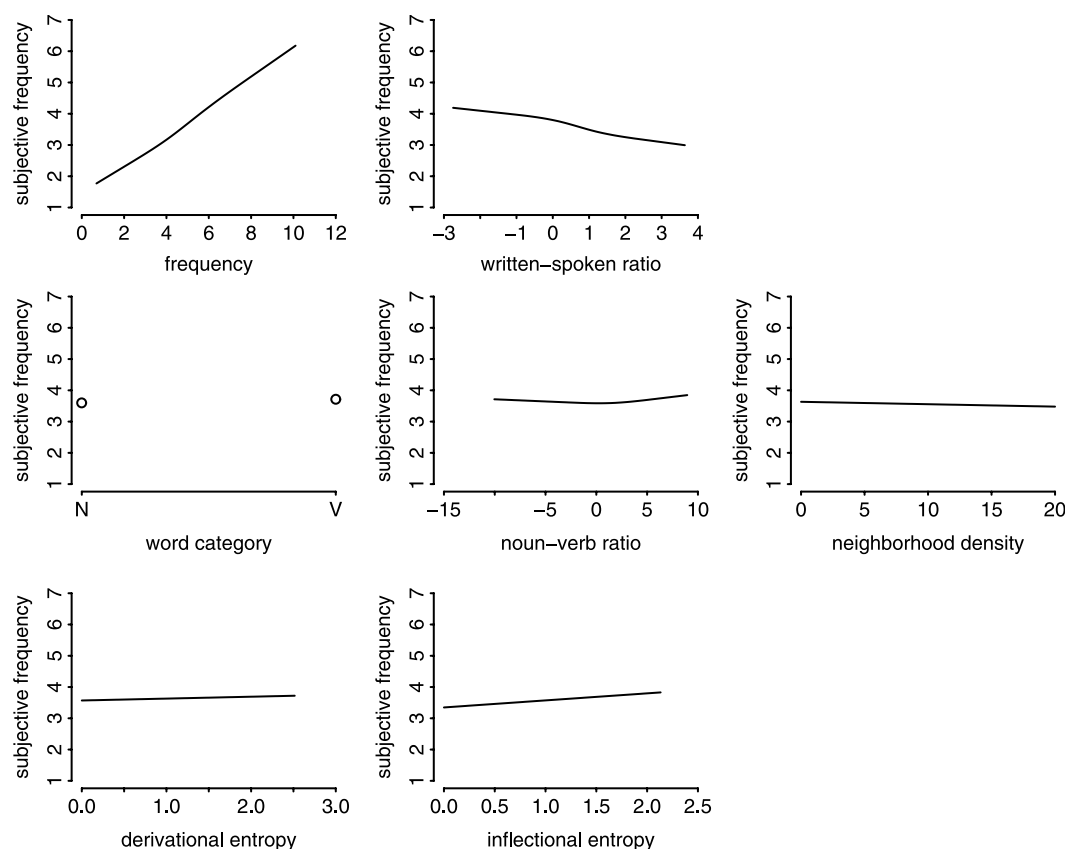 subjective frequency
1 2 3 4 5 6 7
0 2 4 6 8 10 12
frequency
subjective frequency
1 2 3 4 5 6 7
−3 −1 0 1 2 3 4
written−spoken ratio
subjective frequency
1 2 3 4 5 6 7
N V
word category
subjective frequency
1 2 3 4 5 6 7
−15 −5 0 5 10
noun−verb ratio
subjective frequency
1 2 3 4 5 6 7
0 5 10 15 20
neighborhood density
subjective frequency
1 2 3 4 5 6 7
0.0 1.0 2.0 3.0
derivational entropy
subjective frequency
1 2 3 4 5 6 7
0.0 0.5 1.0 1.5 2.0 2.5
inflectional entropy